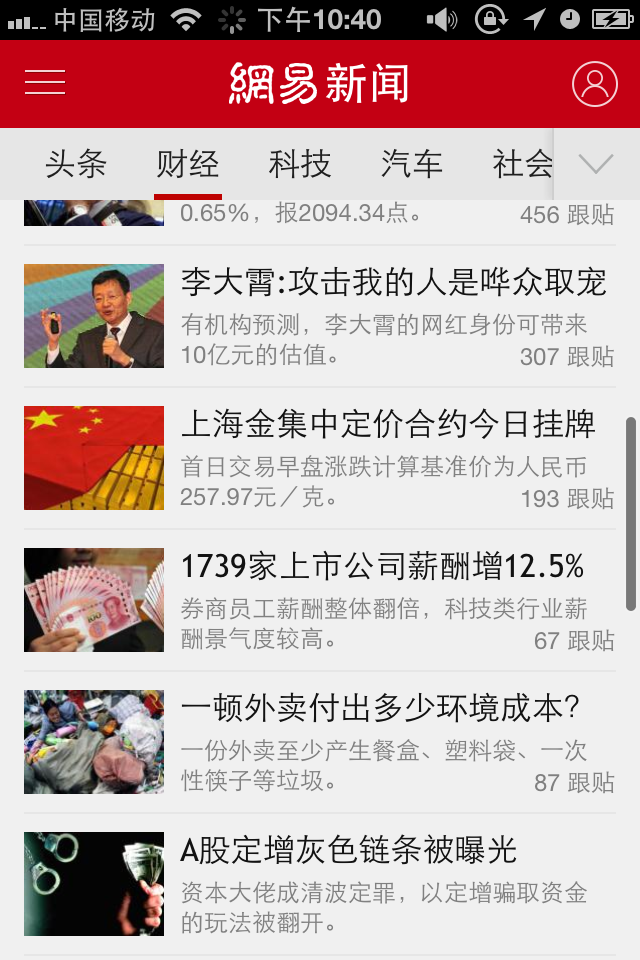 中国移动 下午10:40
網易新闻
头条 财经 科技 汽车 社会
0.65%，报2094.34点。 456 跟贴
李大霄:攻击我的人是哗众取宠
有机构预测，李大霄的网红身份可带来
10亿元的估值。 307 跟贴
上海金集中定价合约今日挂牌
首日交易早盘涨跌计算基准价为人民币
257.97元／克。 193 跟贴
1739家上市公司薪酬增12.5%
券商员工薪酬整体翻倍，科技类行业薪
酬景气度较高。 67 跟贴
一顿外卖付出多少环境成本?
一份外卖至少产生餐盒、塑料袋、一次
性筷子等垃圾。 87 跟贴
A股定增灰色链条被曝光
资本大佬成清波定罪，以定增骗取资金
的玩法被翻开。